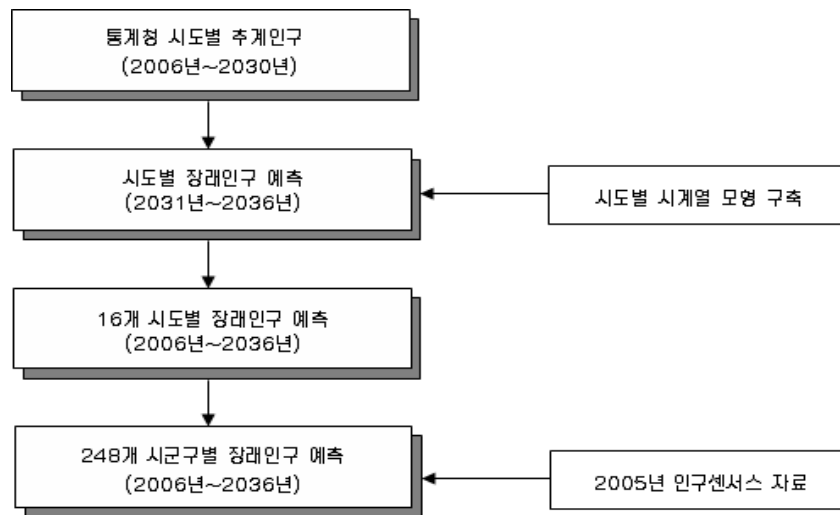 통계청 시도별 추계인구
(2006년~2030년)
시도별 장래인구 예측
(2031년~2036년)
시도별 시계열 모형 구축
16개 시도별 장래인구 예측
(2006년~2036년)
248개 시군구별 장래인구 예측
(2006년~2036년)
2005년 인구센서스 자료